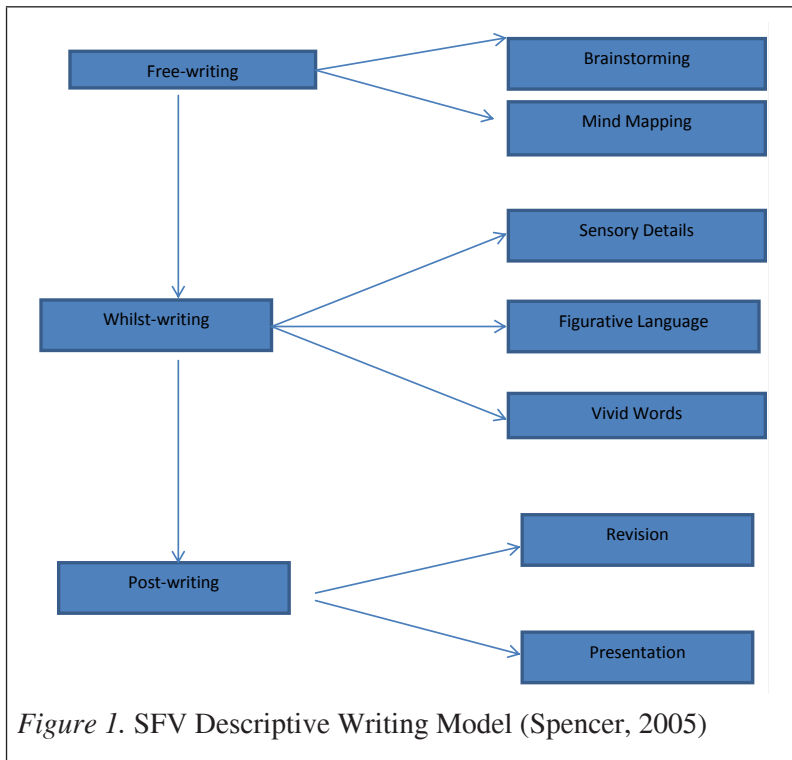 Free-writing
Brainstorming
Mind Mapping
Sensory Details
Whilst-writing
Figurative Language
Vivid Words
Revision
Post-writing
Presentation
Figure 1. SFV Descriptive Writing Model (Spencer, 2005)